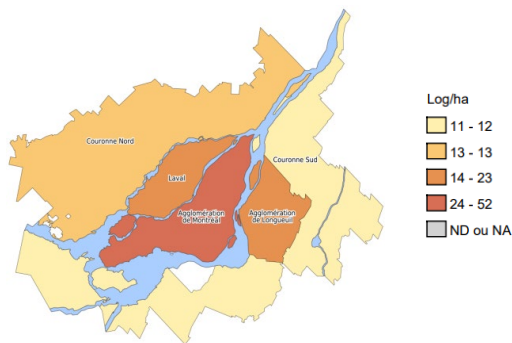 Couronne Nord
Couronne Sud
Laval
Agglomération
de Montréal
Agglomération
de Longueuil
Log/ha
11 - 12
13 - 13
14 - 23
24 - 52
ND ou NA